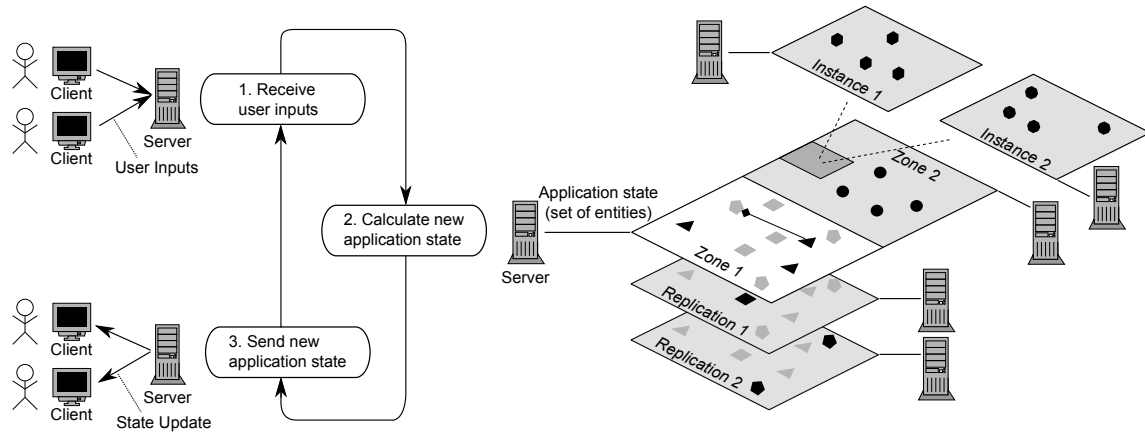 Client
Client
Server
User Inputs
1. Receive
user inputs
2. Calculate new
application state
3. Send new
application state
Client
Client
Server
State Update
Server
Application state
(set of entities)
Instance 1
Instance 2
Zone 2
Zone 1
Replication 1
Replication 2